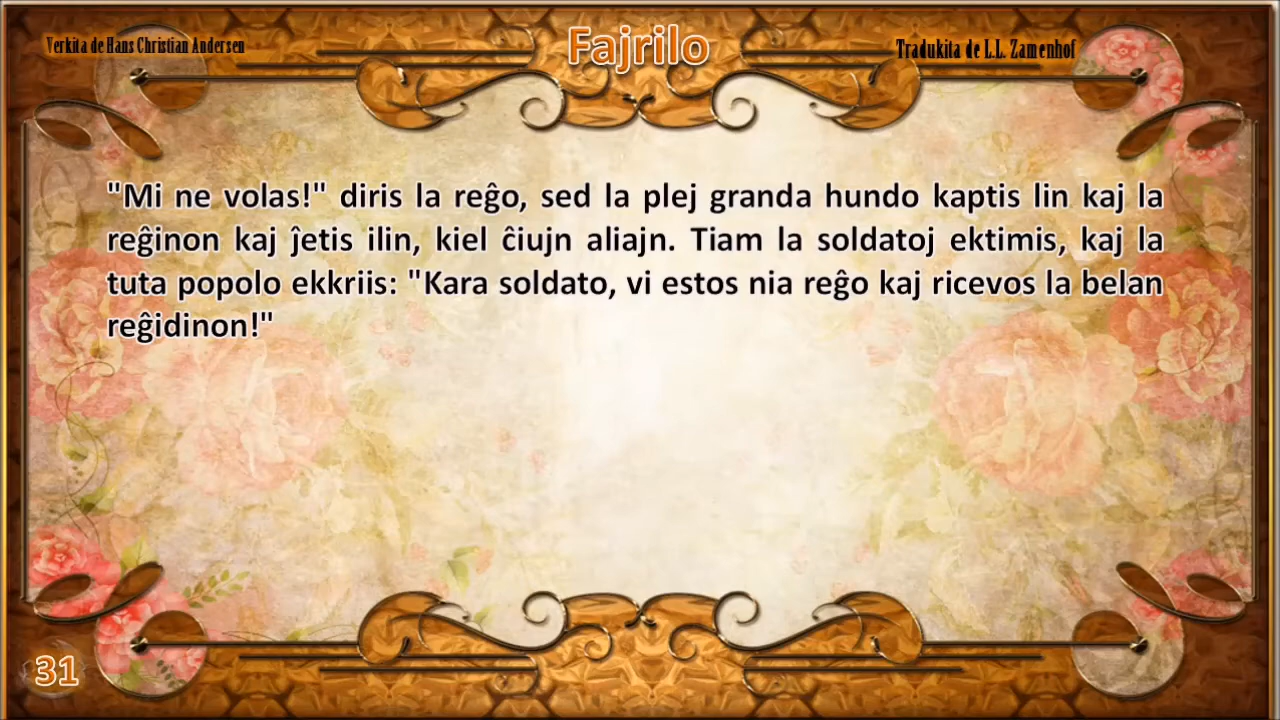 Verkita de Hans Christian Andersen
Fajrilo
Tradukita de L.L. Zamenhof
"Mi ne volas!" diris la reĝo, sed la plej granda hundo kaptis lin kaj la
reĝinon kaj ĵetis ilin, kiel ĉiujn aliajn. Tiam la soldatoj ektimis, kaj la
tuta popolo ekkriis: "Kara soldato, vi estos nia reĝo kaj ricevos la belan
reĝidinon!"
31